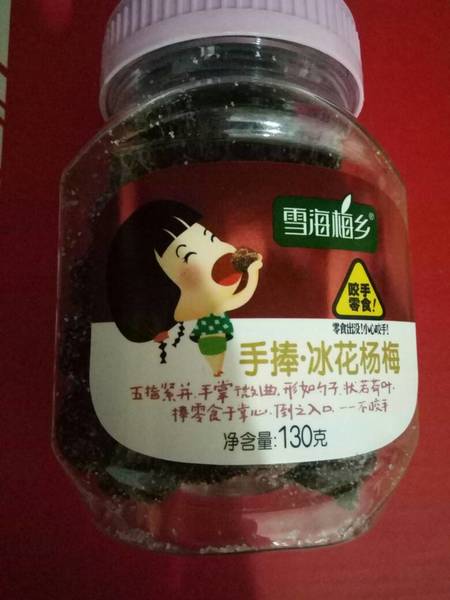 雪海梅乡®
咬手
零食!
零食出没!小心咬手!
手捧·冰花杨梅
五指紧并.手掌微曲.形如勺子.状若荷叶.
捧零食于掌心.倒之入口.一一不咬手
净含量:130克